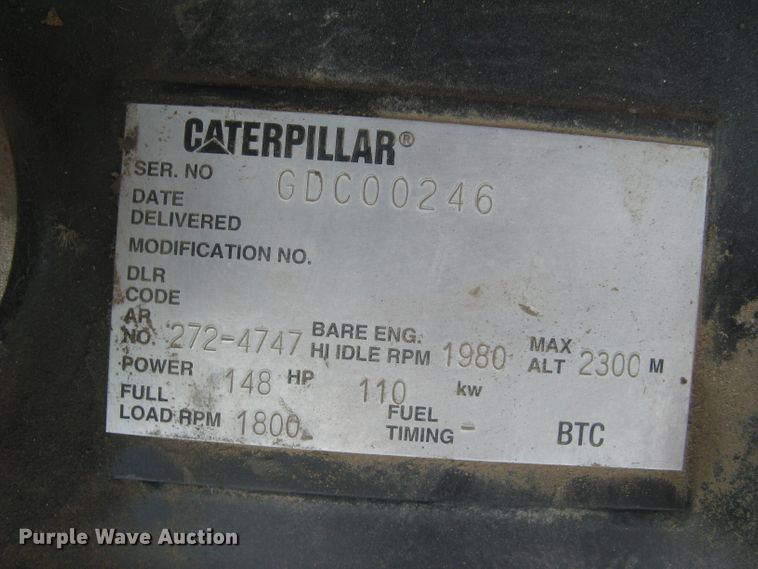 CATERPILLAR®
SER. NO GDC00246
DATE
DELIVERED
MODIFICATION NO.
DLR
CODE
AR
NO. 272-4747 BARE ENG.
HI IDLE RPM 1980 MAX
ALT 2300 M
POWER 148 HP 110 kw
FULL
LOAD RPM 1800 FUEL
TIMING - BTC
Purple Wave Auction